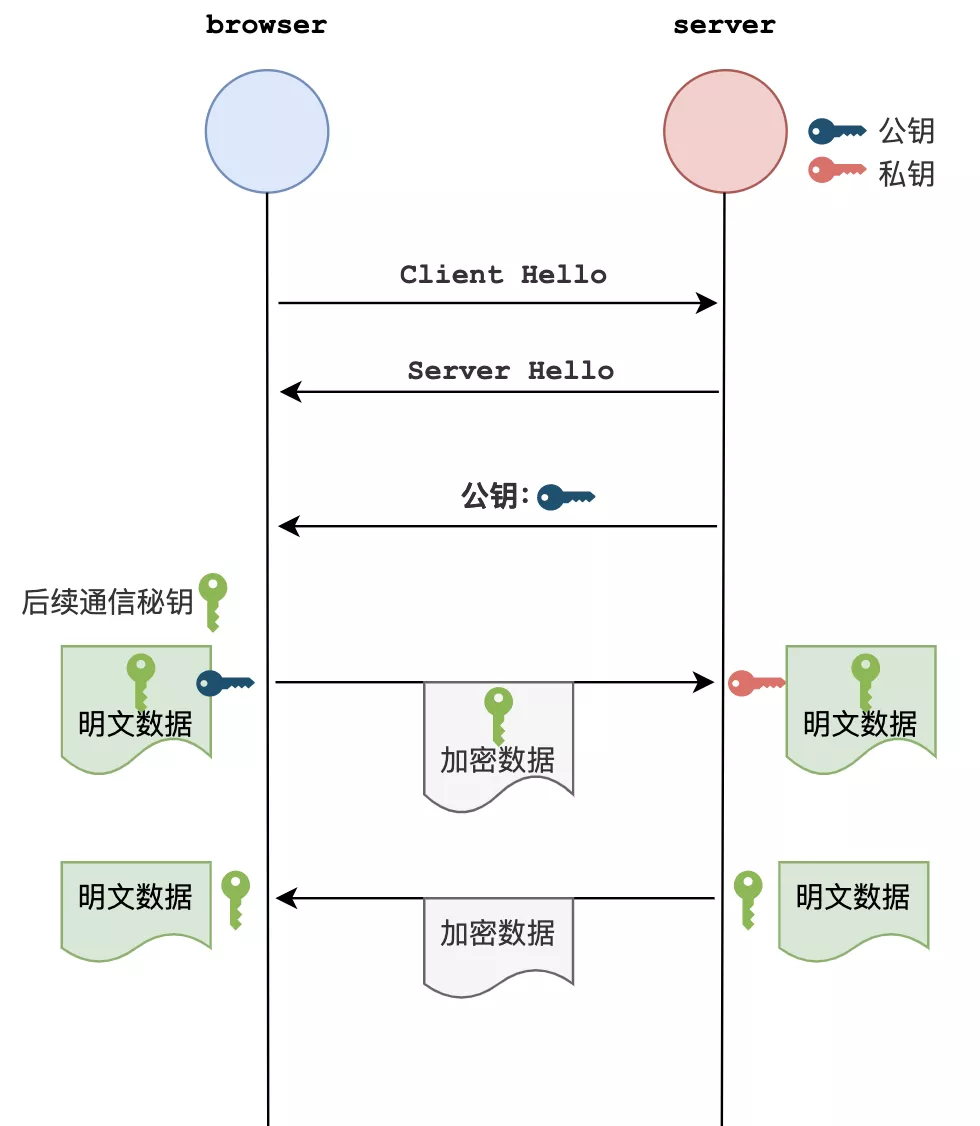 browser
server
公钥
私钥
Client Hello
Server Hello
公钥:
后续通信秘钥
明文数据
加密数据
明文数据
明文数据
加密数据
明文数据